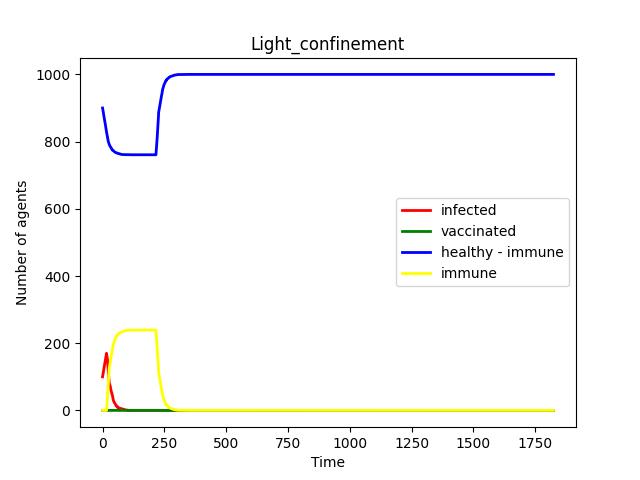 Light_confinement
1000
800
600
400
200
0
Number of agents
infected
vaccinated
healthy - immune
immune
0 250 500 750 1000 1250 1500 1750
Time